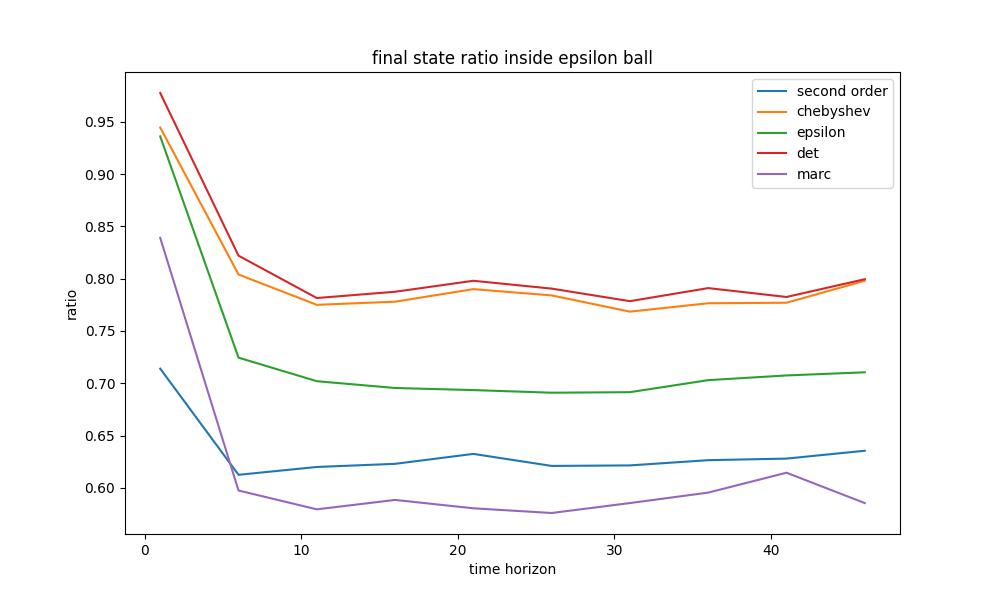 final state ratio inside epsilon ball
second order
chebyshev
epsilon
det
marc
ratio
0.95
0.90
0.85
0.80
0.75
0.70
0.65
0.60
0 10 20 30 40
time horizon